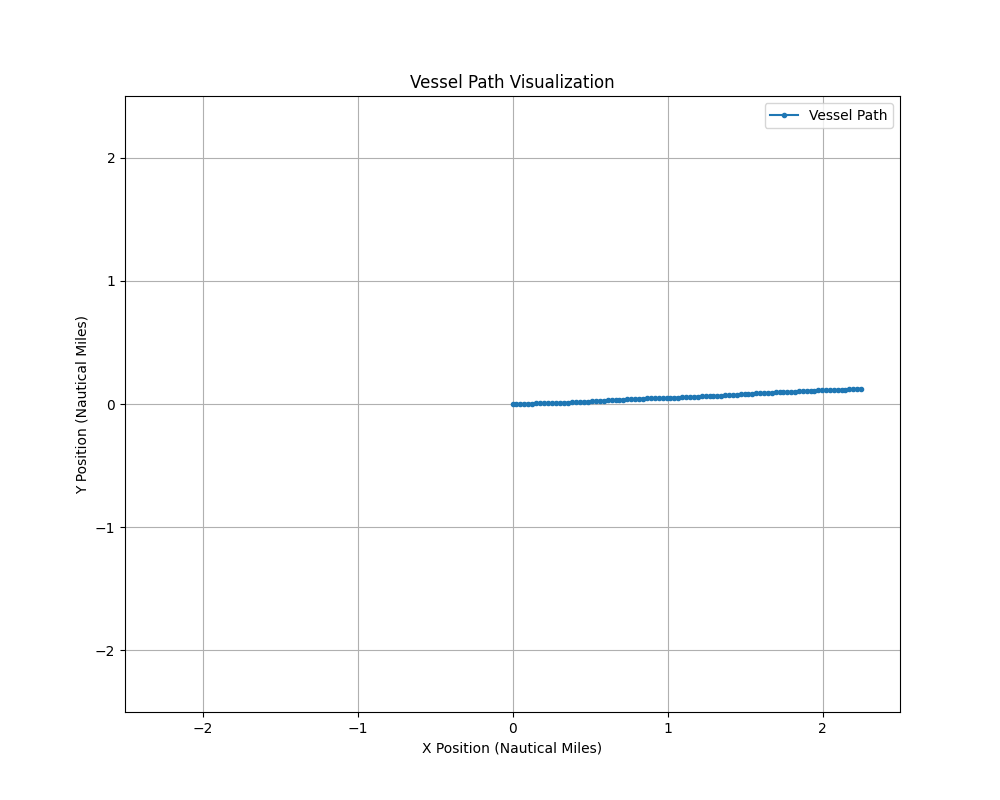 Vessel Path Visualization
Vessel Path
2
1
0
−1
−2
Y Position (Nautical Miles)
−2
−1
0
1
2
X Position (Nautical Miles)